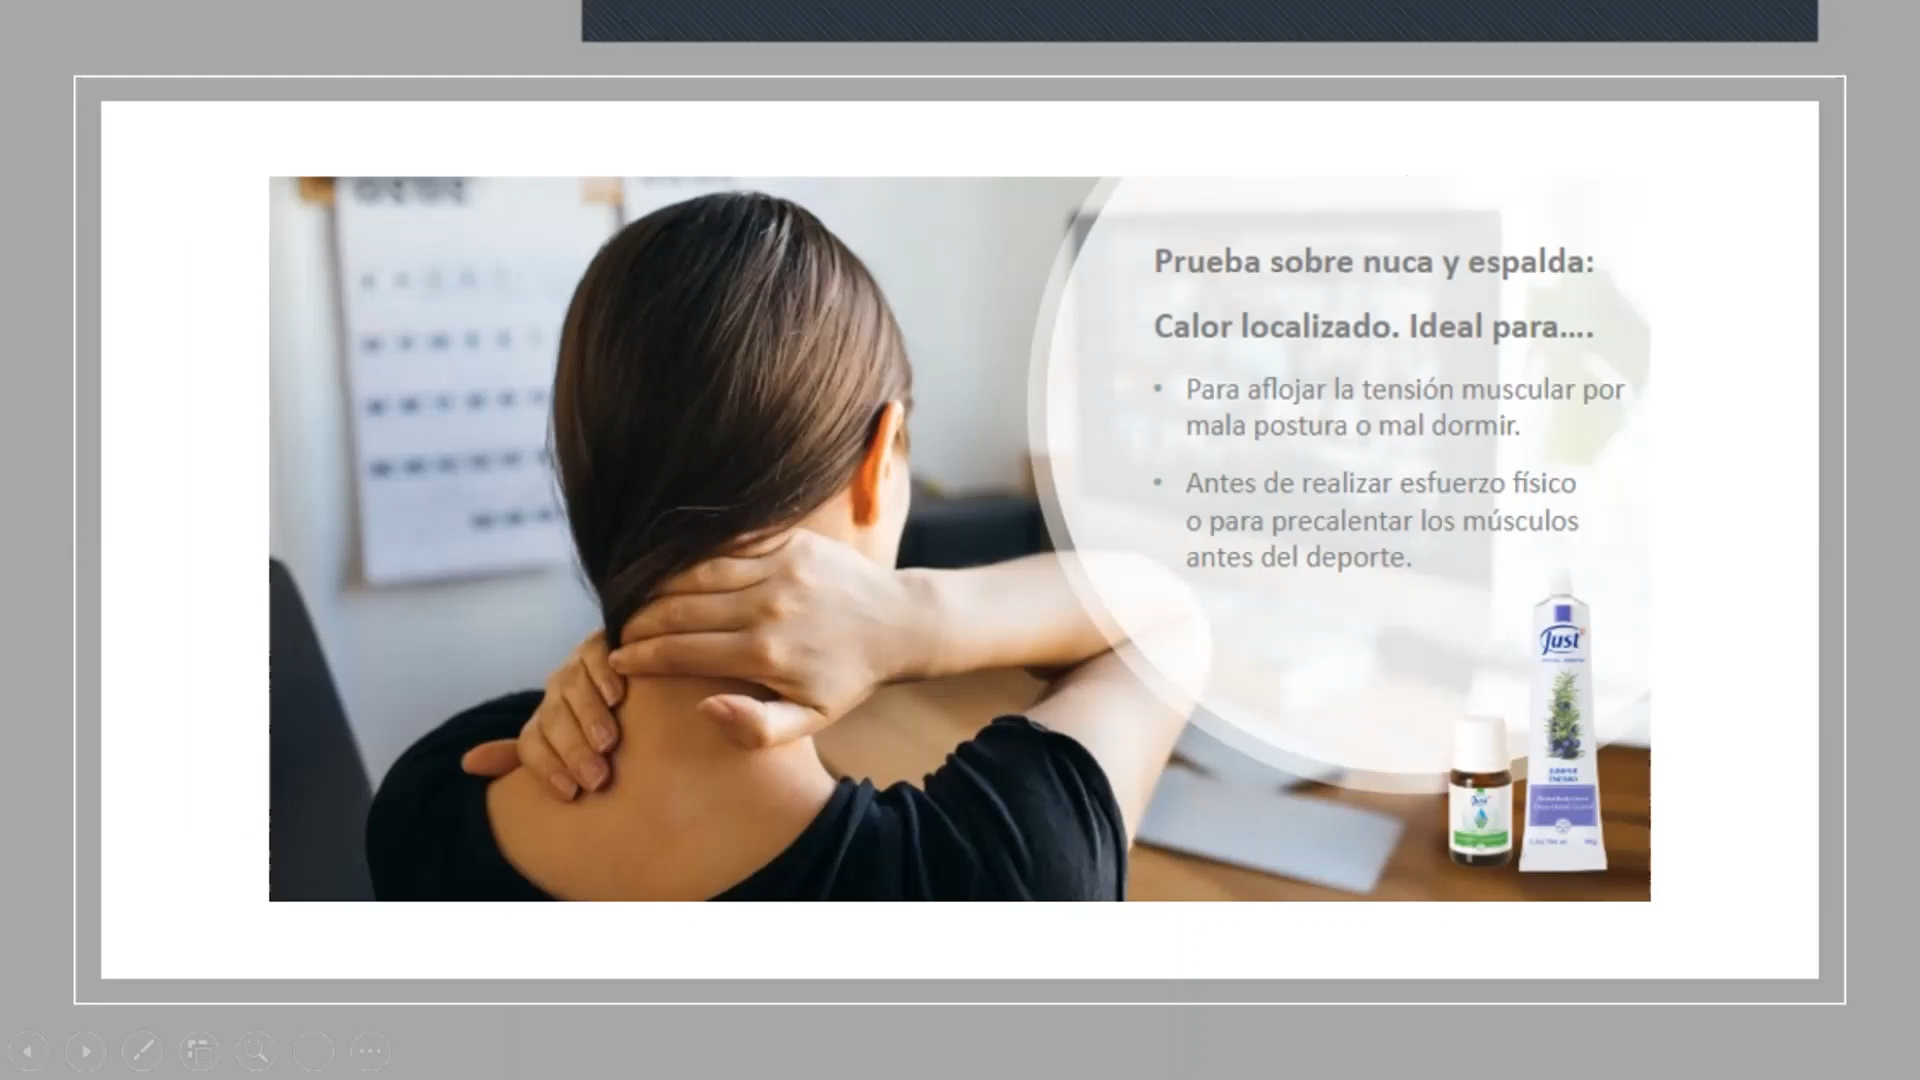 Prueba sobre nuca y espalda:
Calor localizado. Ideal para....
• Para aflojar la tensión muscular por
mala postura o mal dormir.
• Antes de realizar esfuerzo físico
o para precalentar los músculos
antes del deporte.
Just
Just